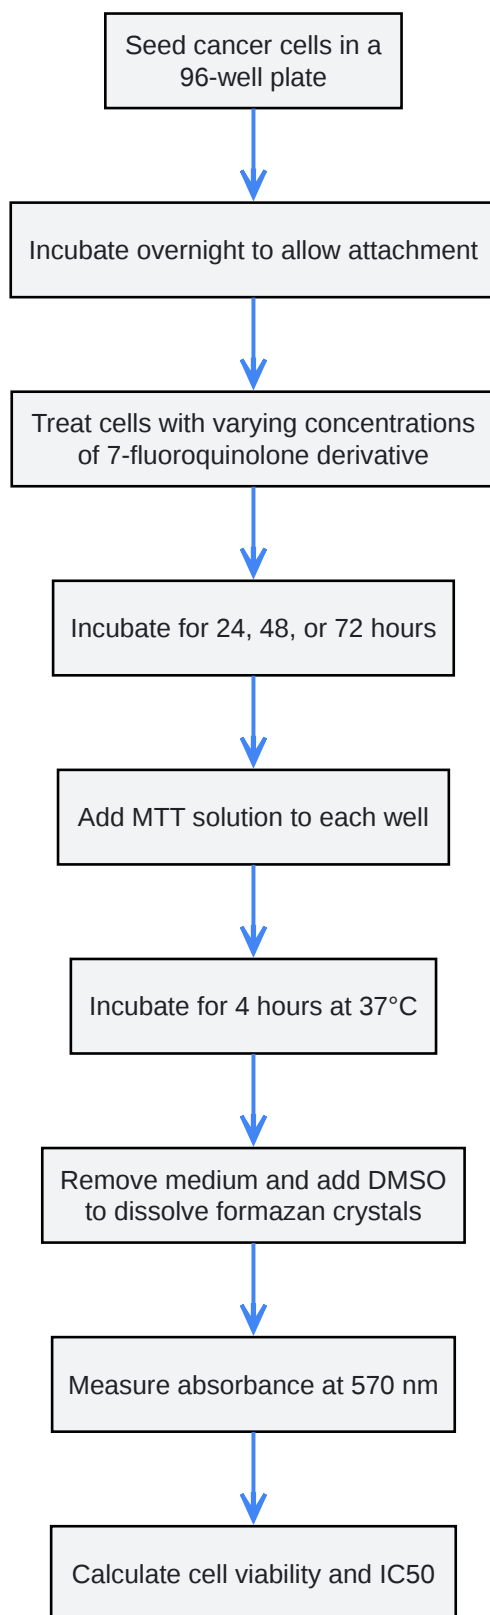 Seed cancer cells in a
96-well plate
Incubate overnight to allow attachment
Treat cells with varying concentrations
of 7-fluoroquinolone derivative
Incubate for 24, 48, or 72 hours
Add MTT solution to each well
Incubate for 4 hours at 37°C
Remove medium and add DMSO
to dissolve formazan crystals
Measure absorbance at 570 nm
Calculate cell viability and IC50